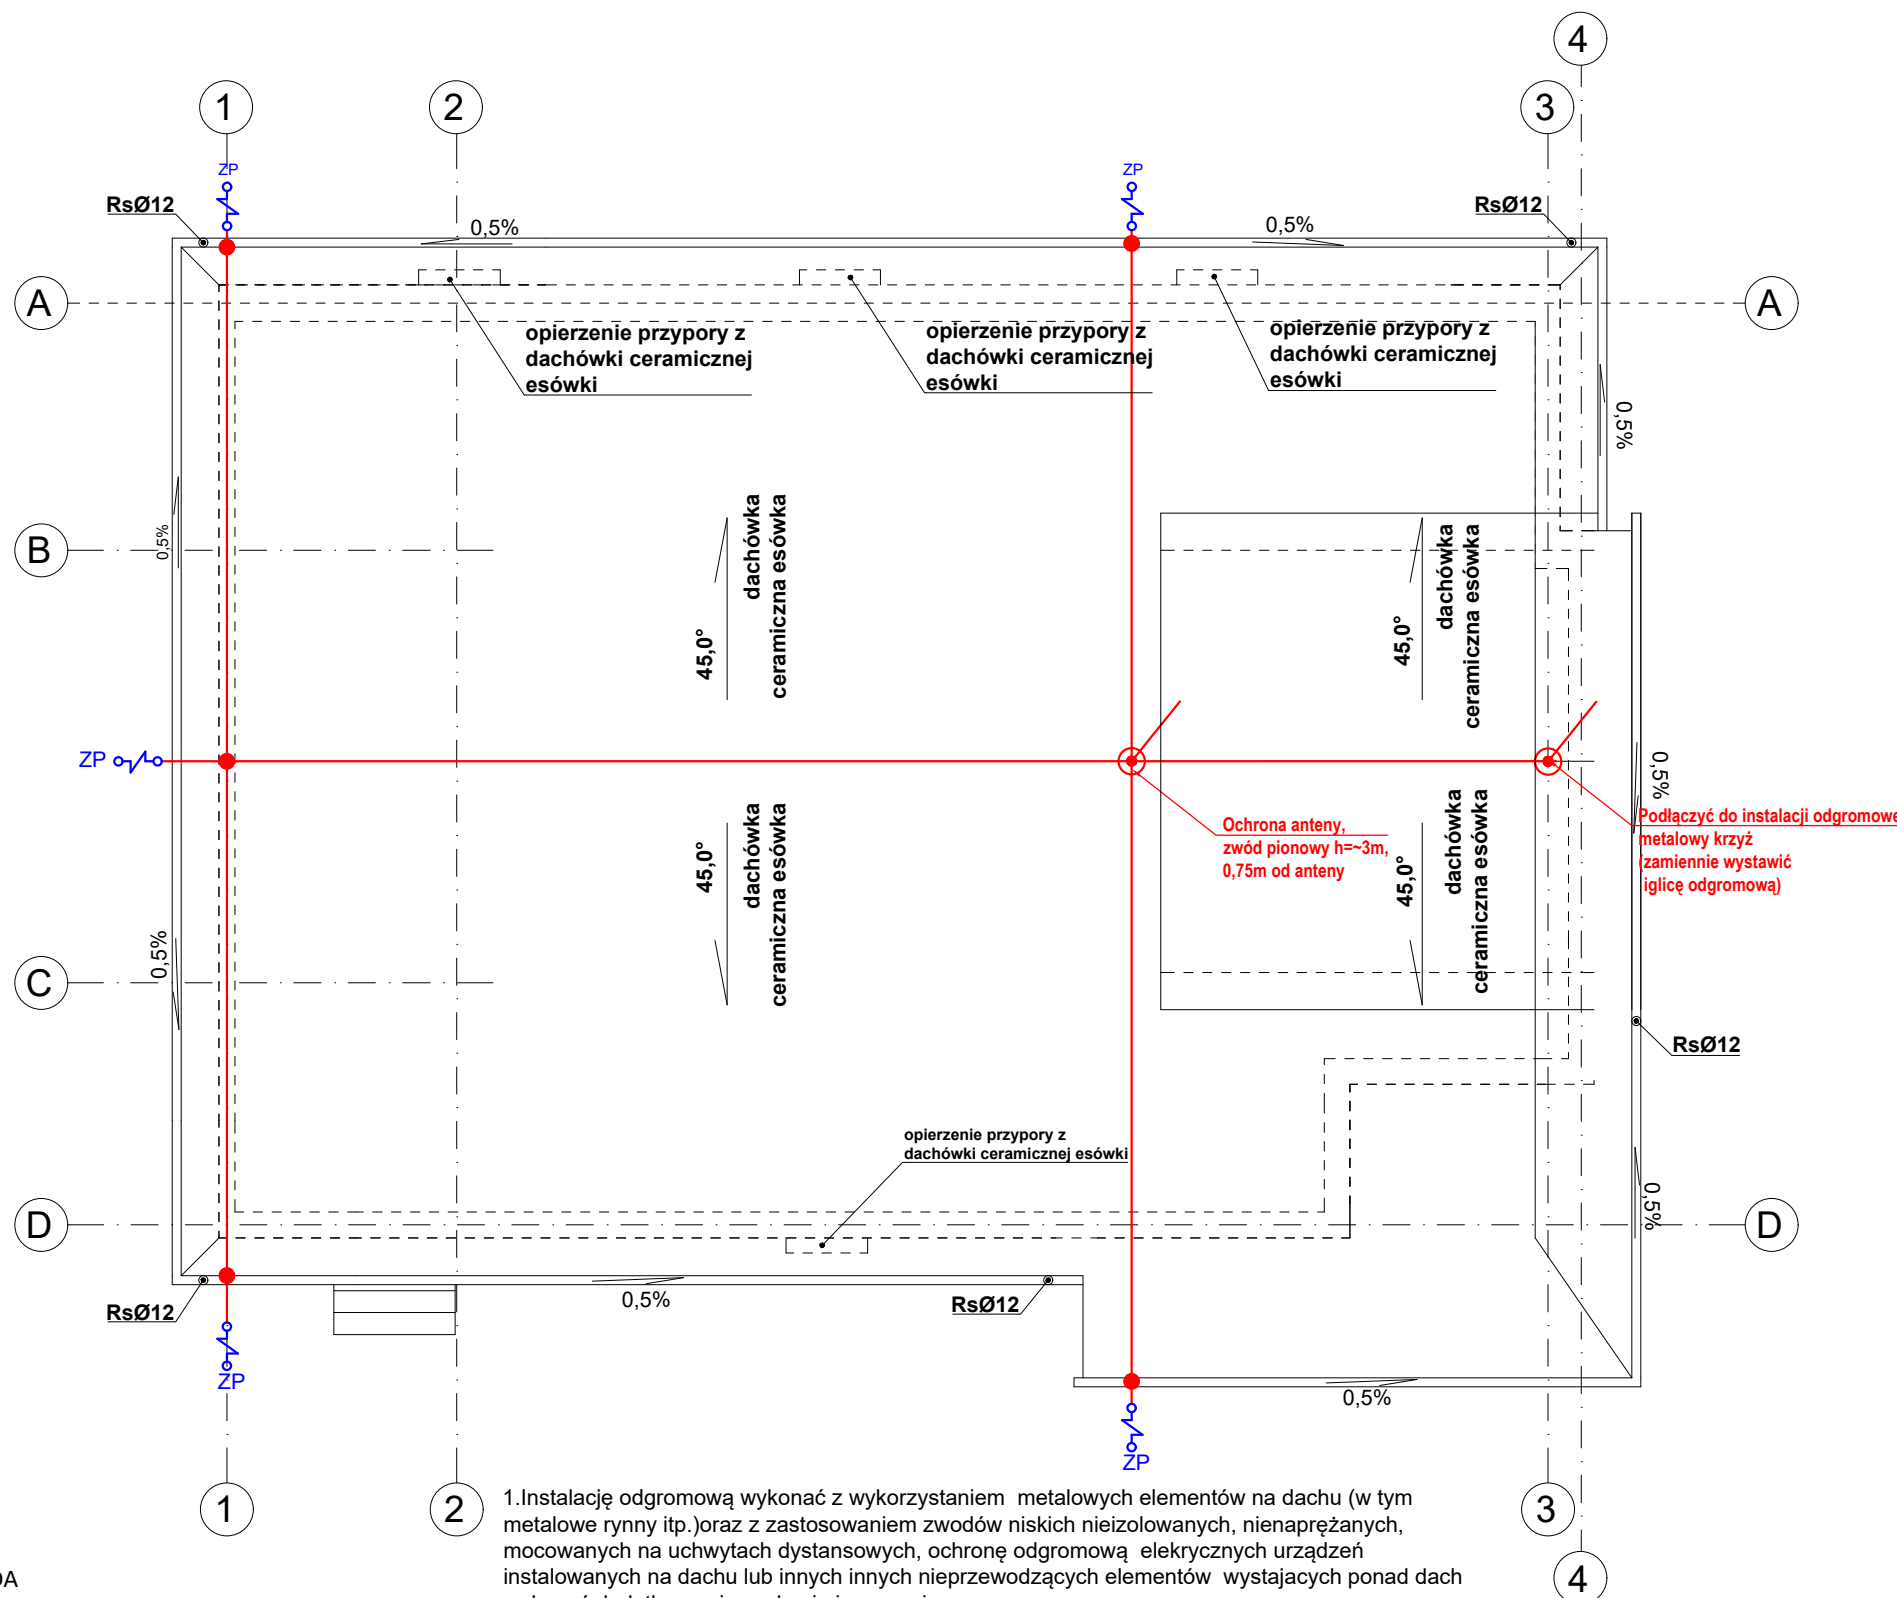 4
1
2
3
ZP
ZP
RsØ12
RsØ12
0,5%
0,5%
A
A
opierzenie przypory z
dachówki ceramicznej
esówki
opierzenie przypory z
dachówki ceramicznej
esówki
opierzenie przypory z
dachówki ceramicznej
esówki
0,5%
0,5%
B
45,0°
dachówka
ceramiczna esówka
45,0°
dachówka
ceramiczna esówka
ZP
0,5%
45,0°
dachówka
ceramiczna esówka
Ochrona anteny,
zwód pionowy h=~3m,
0,75m od anteny
45,0°
dachówka
ceramiczna esówka
Podłączyć do instalacji odgromowe
metalowy krzyż
(zamiennie wystawić
iglicę odgromową)
0,5%
C
RsØ12
opierzenie przypory z
dachówki ceramicznej esówki
0,5%
D
D
RsØ12
0,5%
RsØ12
ZP
0,5%
ZP
1
2
3
4
1.Instalację odgromową wykonać z wykorzystaniem metalowych elementów na dachu (w tym
metalowe rynny itp.)oraz z zastosowaniem zwodów niskich nieizolowanych, nienaprężanych,
mocowanych na uchwytach dystansowych, ochronę odgromową elekrycznych urządzeń
instalowanych na dachu lub innych innych nieprzewodzących elementów wystajacych ponad dach